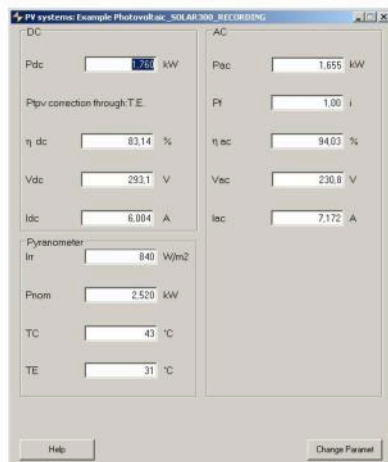 PV systems: Example Photovoltaic_SOLAR300_RECORDING
DC
Pdc 1,760 kW
Ptpv correction through:T.E.
η dc 83,14 %
Vdc 293,1 V
Idc 6,004 A
Pyranometer
Irr 840 W/m2
Pnom 2,520 kW
TC 43 °C
TE 31 °C
AC
Pac 1,655 kW
Pf 1,00 i
η ac 94,03 %
Vac 230,8 V
Iac 7,172 A
Help
Change Paramet